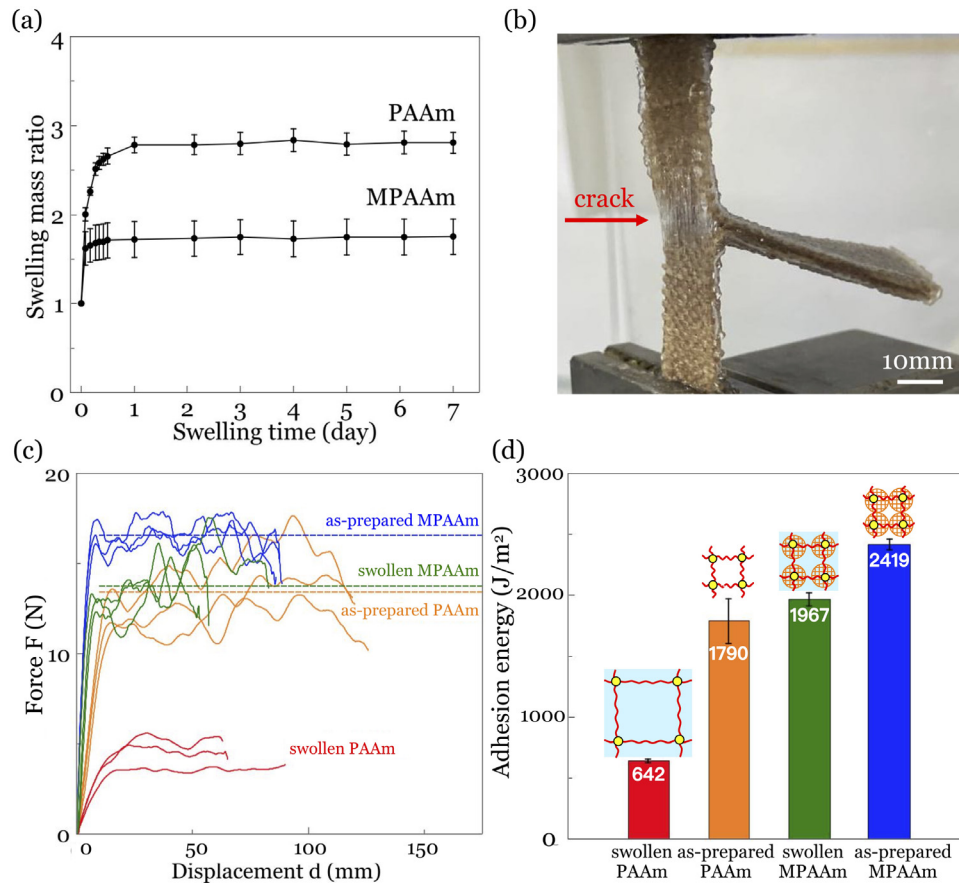 (a)
4
3
2
1
0
Swelling mass ratio
PAAm
MPAAm
0 1 2 3 4 5 6 7
Swelling time (day)
(b)
crack
10mm
(c)
20
10
0
Force F (N)
as-prepared MPAAm
swollen MPAAm
as-prepared PAAm
swollen PAAm
0 50 100 150
Displacement d (mm)
(d)
3000
2000
1000
0
Adhesion energy (J/m²)
642
1790
1967
2419
swollen as-prepared swollen as-prepared
PAAm PAAm MPAAm MPAAm